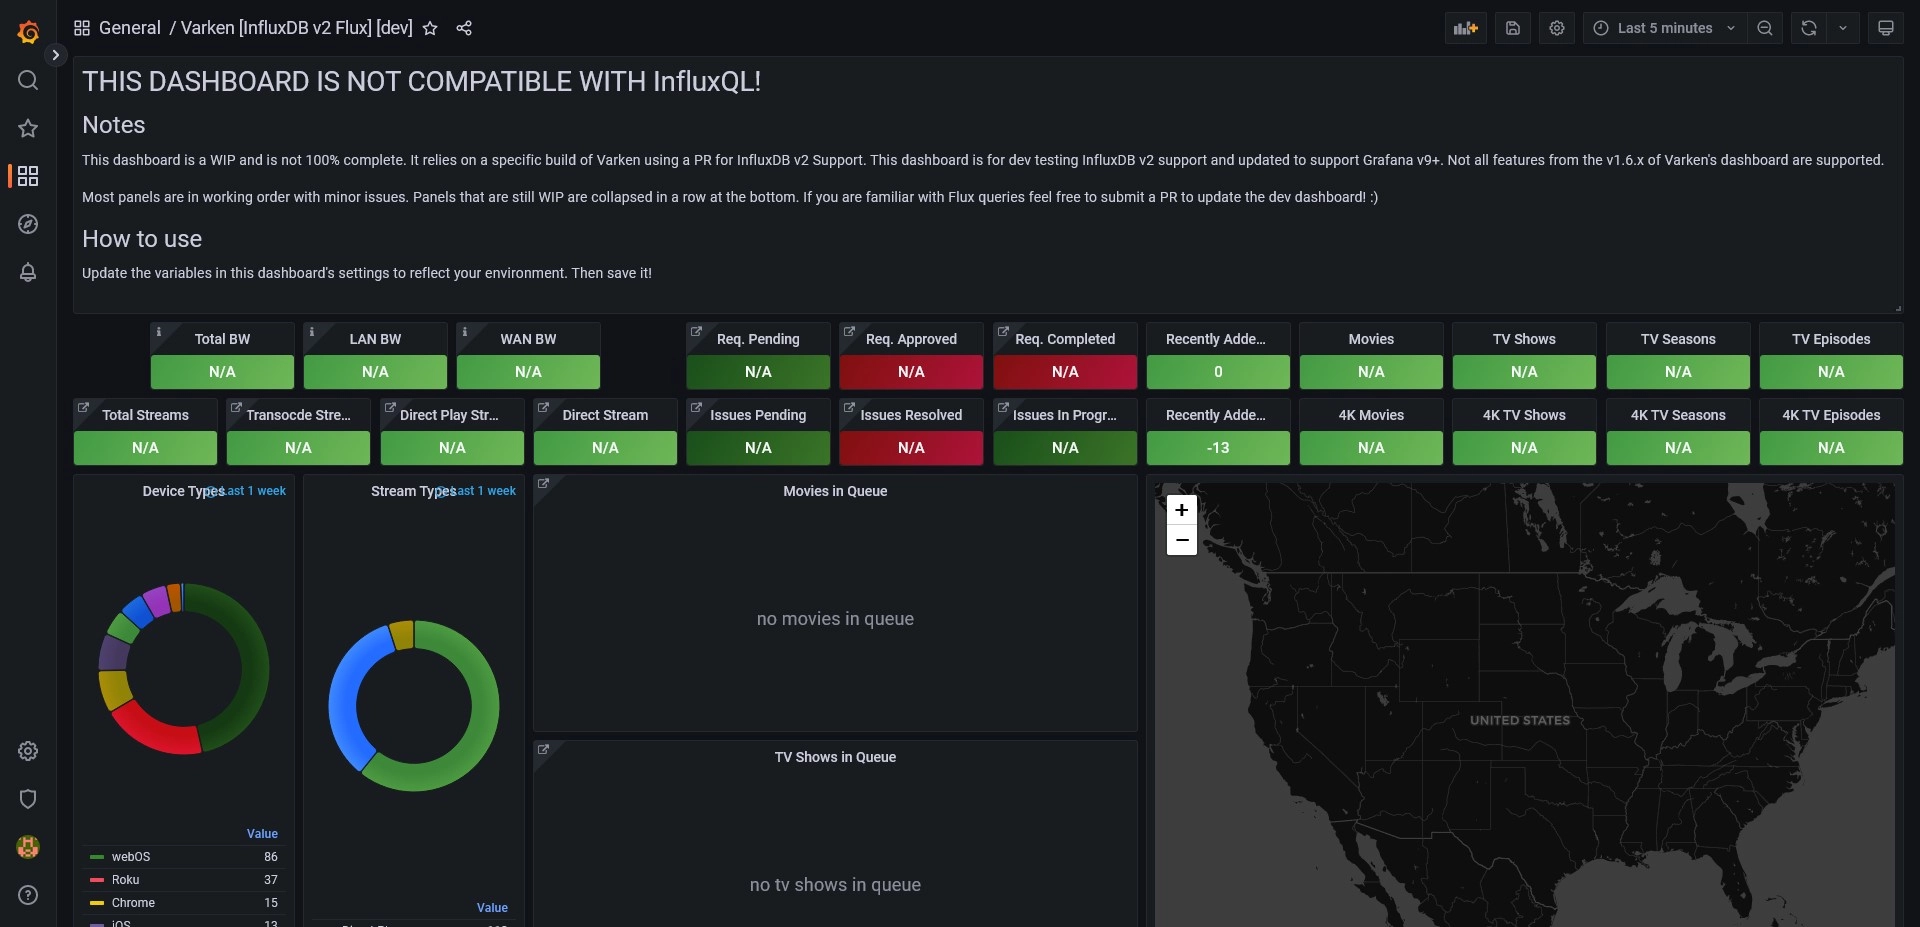 General / Varken [InfluxDB v2 Flux] [dev]
Last 5 minutes
THIS DASHBOARD IS NOT COMPATIBLE WITH InfluxQL!
Notes
This dashboard is a WIP and is not 100% complete. It relies on a specific build of Varken using a PR for InfluxDB v2 Support. This dashboard is for dev testing InfluxDB v2 support and updated to support Grafana v9+. Not all features from the v1.6.x of Varken's dashboard are supported.
Most panels are in working order with minor issues. Panels that are still WIP are collapsed in a row at the bottom. If you are familiar with Flux queries feel free to submit a PR to update the dev dashboard! :)
How to use
Update the variables in this dashboard's settings to reflect your environment. Then save it!
Total BW LAN BW WAN BW Req. Pending Req. Approved Req. Completed Recently Adde... Movies TV Shows TV Seasons TV Episodes
N/A N/A N/A N/A N/A N/A 0 N/A N/A N/A N/A
Total Streams Transocde Stre... Direct Play Str... Direct Stream Issues Pending Issues Resolved Issues In Progr... Recently Adde... 4K Movies 4K TV Shows 4K TV Seasons 4K TV Episodes
N/A N/A N/A N/A N/A N/A N/A -13 N/A N/A N/A N/A
Device Types Last 1 week Stream Types Last 1 week Movies in Queue
+
−
no movies in queue
UNITED STATES
TV Shows in Queue
no tv shows in queue
Value
webOS 86
Roku 37
Chrome 15
iOS 13
Value